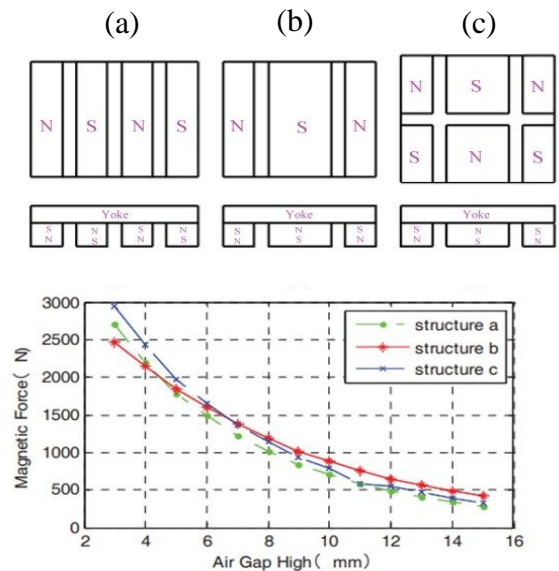 (a) (b) (c)
N S N S
N S N
N S N
S N S
Yoke
S N S N
N S N S
Yoke
S N S
N S N
Yoke
S N S
N S N
3000
2500
2000
1500
1000
500
0
Magnetic Force( N)
structure a
structure b
structure c
2 4 6 8 10 12 14 16
Air Gap High( mm)